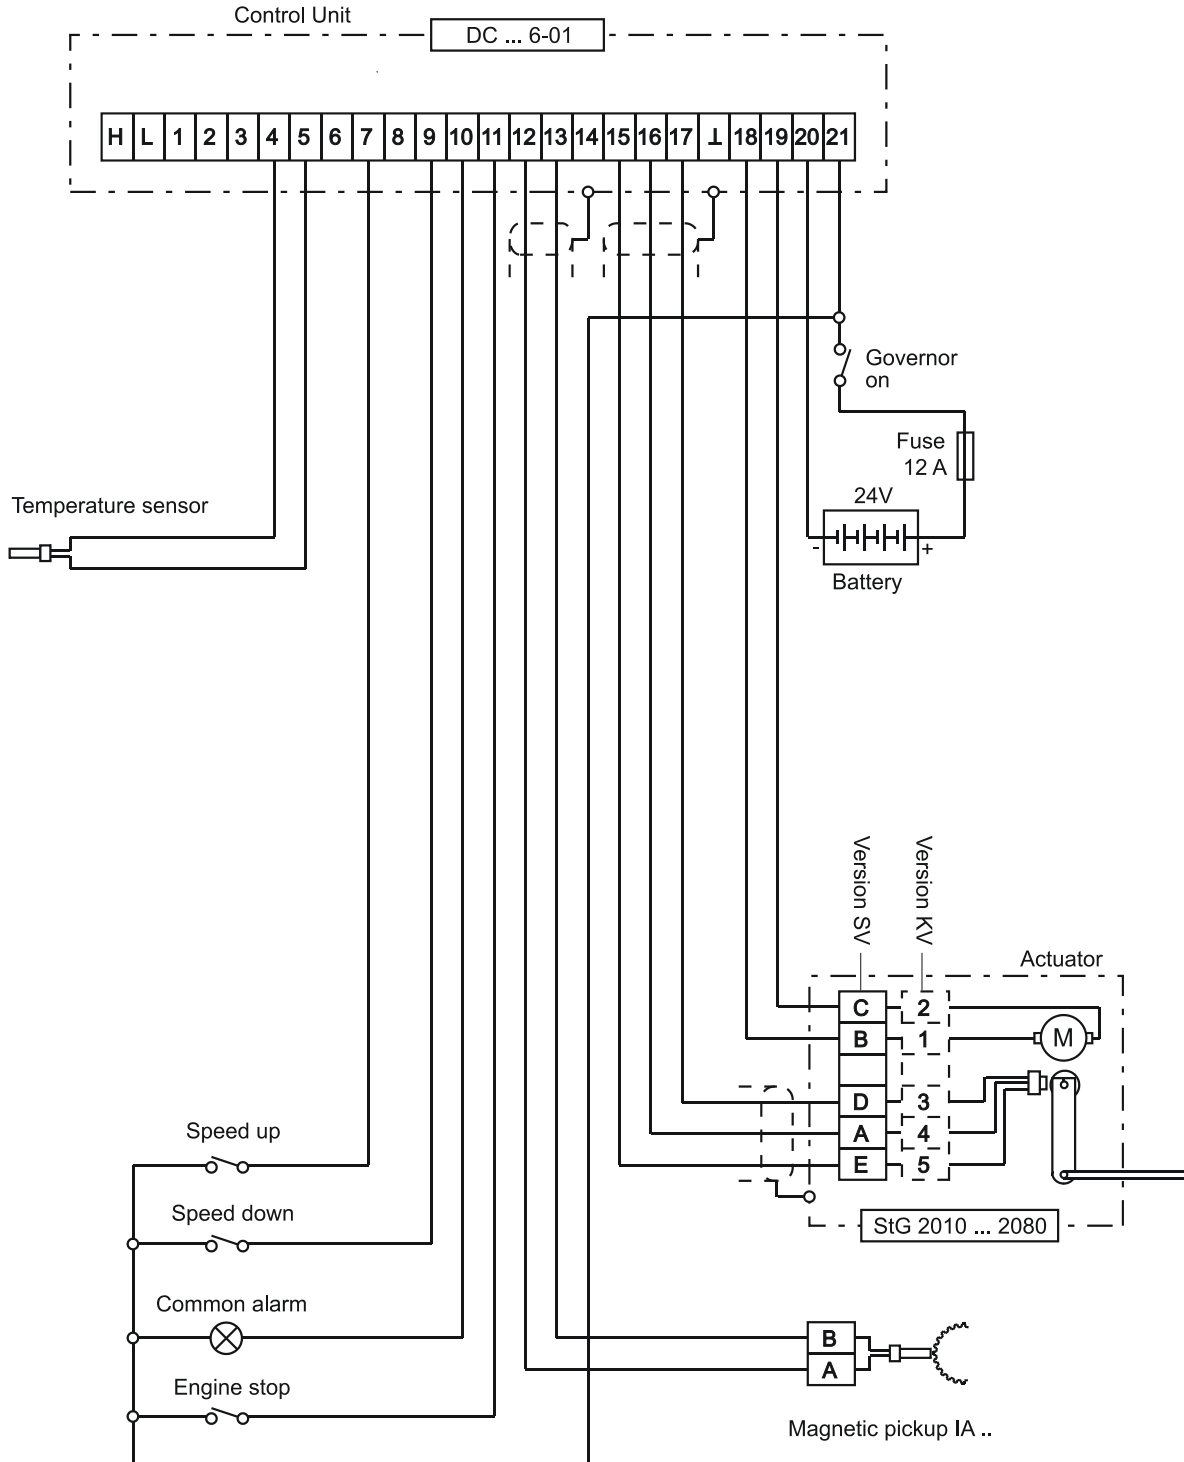 Control Unit
DC ... 6-01
H L 1 2 3 4 5 6 7 8 9 10 11 12 13 14 15 16 17 ⊥ 18 19 20 21
Governor
on
Fuse
12 A
24V
- +
Battery
Temperature sensor
Version SV
Version KV
Actuator
C 2
B 1
M
D 3
A 4
E 5
StG 2010 ... 2080
Speed up
Speed down
Common alarm
Engine stop
B
A
Magnetic pickup IA ..